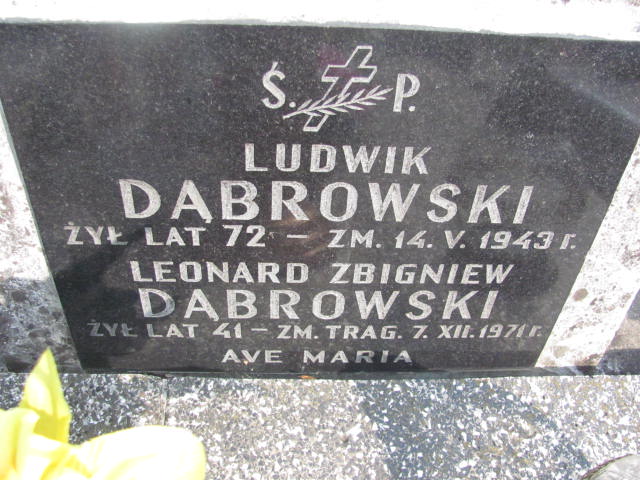 Ś. P.
LUDWIK
DĄBROWSKI
ŻYŁ LAT 72 - ZM. 14. V. 1943 r.
LEONARD ZBIGNIEW
DĄBROWSKI
ŻYŁ LAT 41 - ZM. TRAG. 7. XII. 1971 r.
AVE MARIA